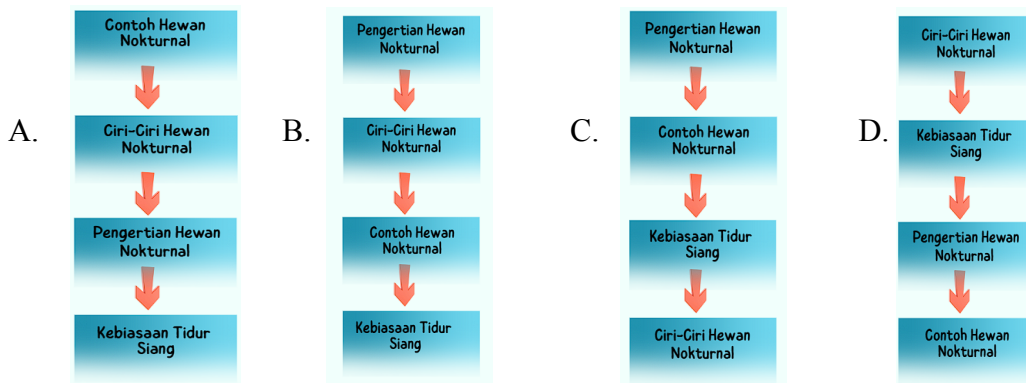 A.
Contoh Hewan
Nokturnal
Ciri-Ciri Hewan
Nokturnal
Pengertian Hewan
Nokturnal
Kebiasaan Tidur
Siang
B.
Pengertian Hewan
Nokturnal
Ciri-Ciri Hewan
Nokturnal
Contoh Hewan
Nokturnal
Kebiasaan Tidur
Siang
C.
Pengertian Hewan
Nokturnal
Contoh Hewan
Nokturnal
Kebiasaan Tidur
Siang
Ciri-Ciri Hewan
Nokturnal
D.
Ciri-Ciri Hewan
Nokturnal
Kebiasaan Tidur
Siang
Pengertian Hewan
Nokturnal
Contoh Hewan
Nokturnal